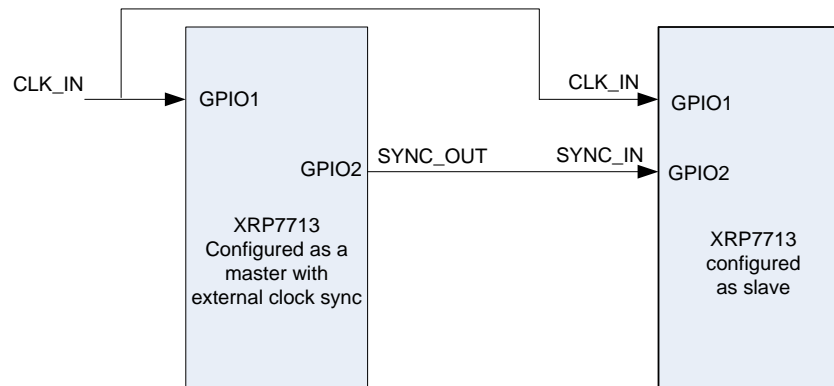 CLK_IN
GPIO1
GPIO2
XRP7713
Configured as a
master with
external clock sync
SYNC_OUT
SYNC_IN
CLK_IN
GPIO1
GPIO2
XRP7713
configured
as slave